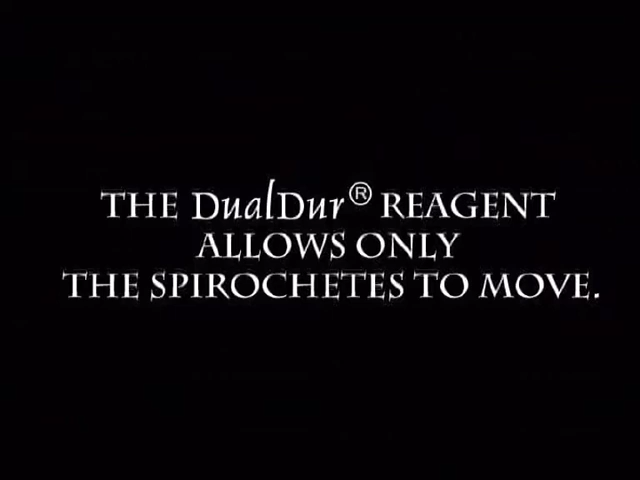 THE DualDur® REAGENT
ALLOWS ONLY
THE SPIROCHETES TO MOVE.